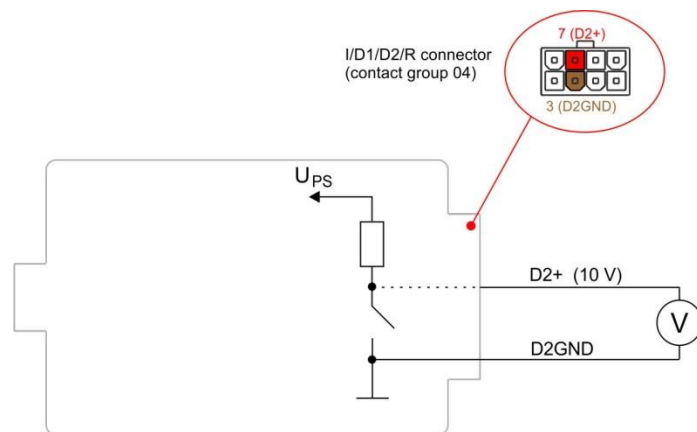 7 (D2+)
I/D1/D2/R connector
(contact group 04)
3 (D2GND)
UPS
D2+ (10 V)
V
D2GND